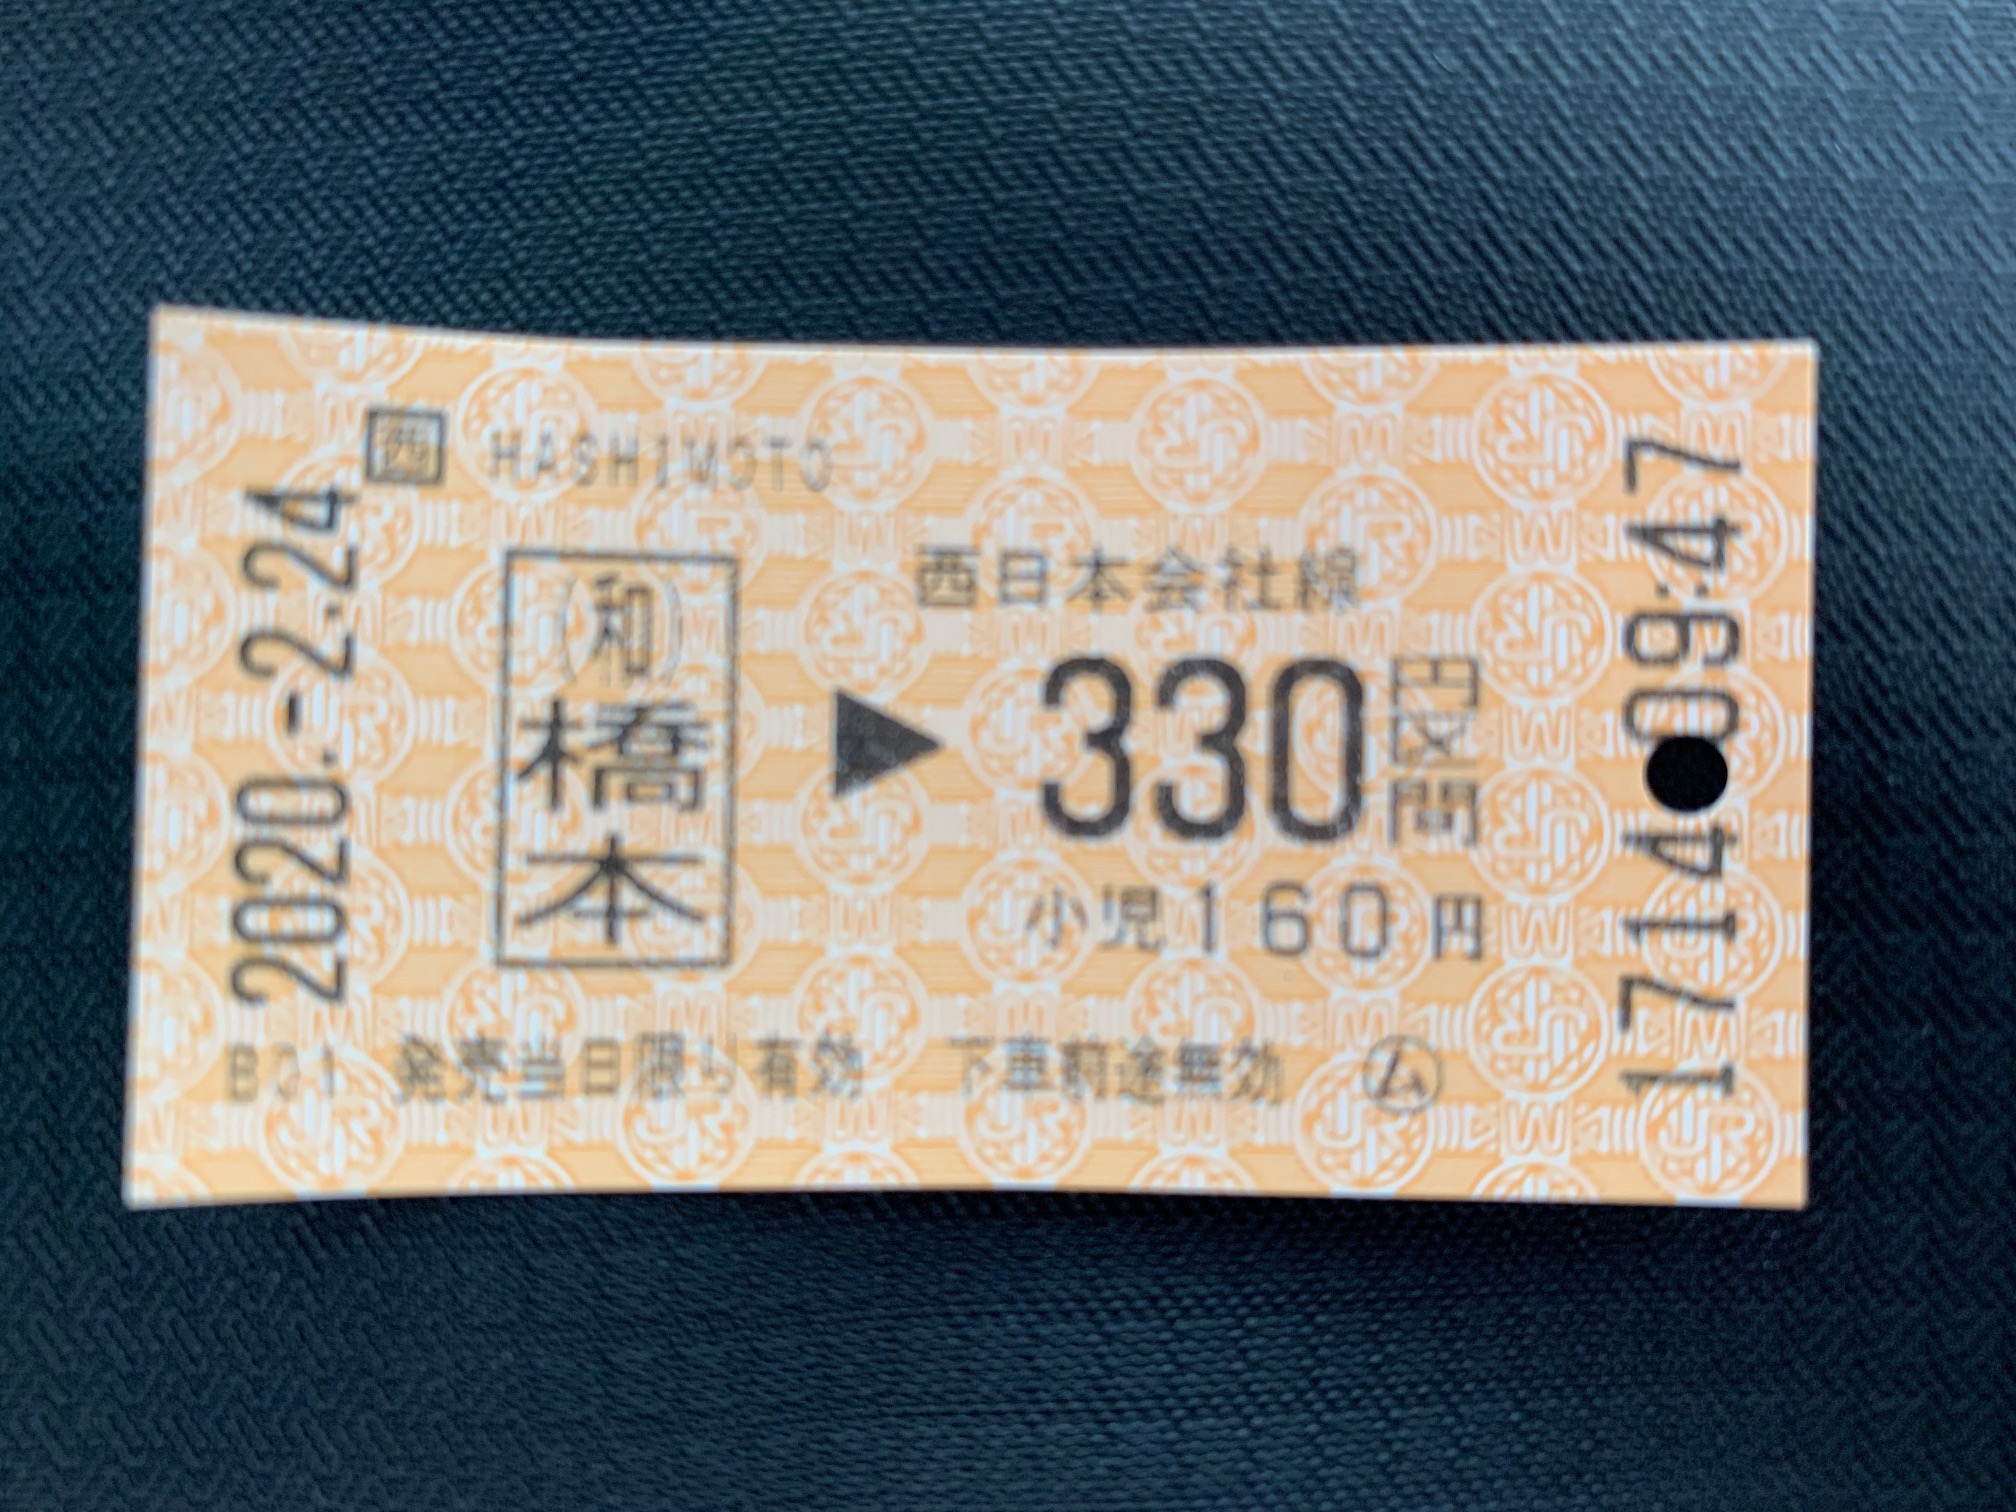 西 HASHIMOTO
2020.-2.24
(和)
橋本
▶
西日本会社線
330円区間
小児160円
B01 発売当日限り有効 下車前途無効 ㋰
1714 09:47